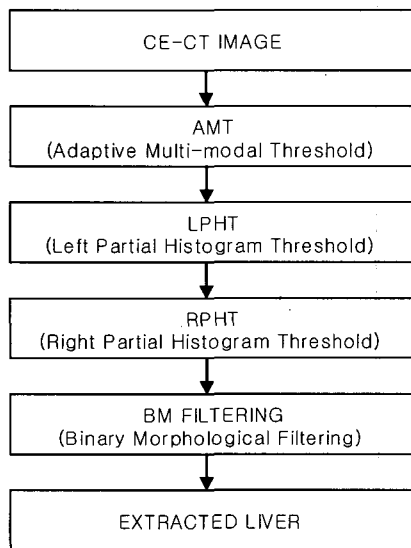 CE-CT IMAGE
AMT
(Adaptive Multi-modal Threshold)
LPHT
(Left Partial Histogram Threshold)
RPHT
(Right Partial Histogram Threshold)
BM FILTERING
(Binary Morphological Filtering)
EXTRACTED LIVER